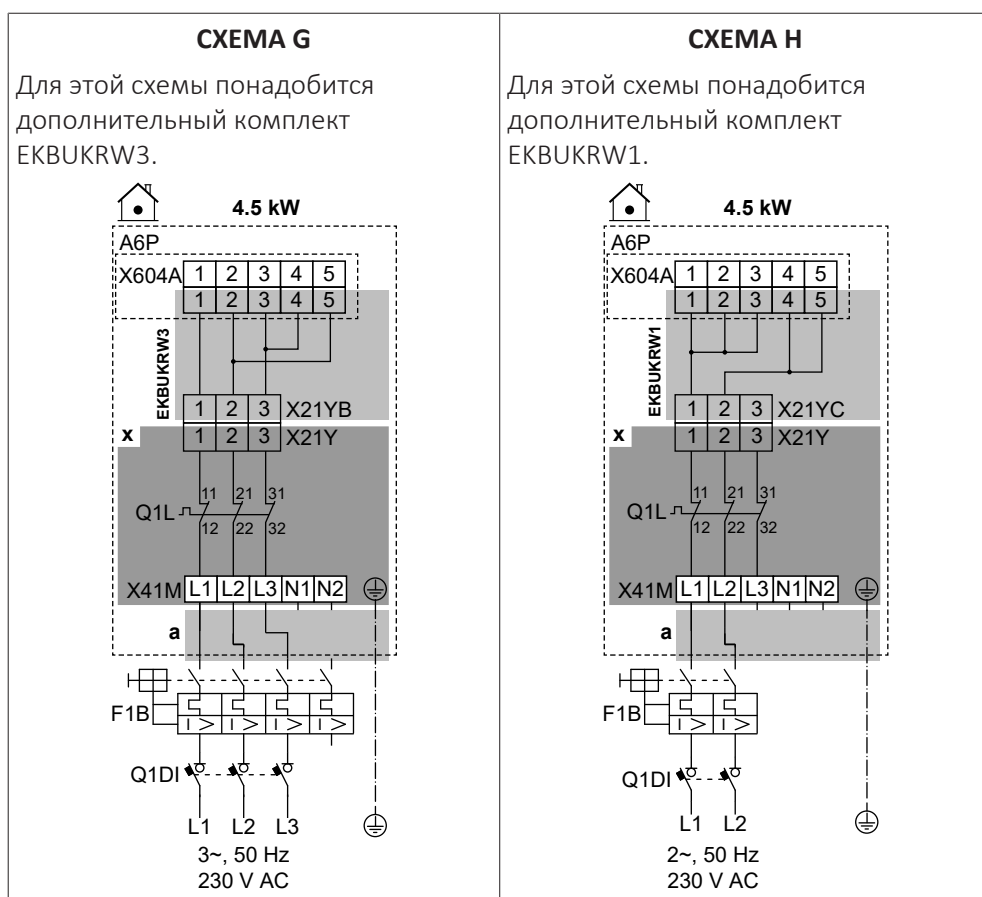 СХЕМА G
Для этой схемы понадобится
дополнительный комплект
EKBUKRW3.
4.5 kW
A6P
X604A 1 2 3 4 5
1 2 3 4 5
EKBUKRW3
1 2 3 X21YB
x
1 2 3 X21Y
11 21 31
Q1L
12 22 32
X41M L1 L2 L3 N1 N2
a
F1B
I > I > I > I >
Q1DI
L1 L2 L3
3~, 50 Hz
230 V AC
СХЕМА H
Для этой схемы понадобится
дополнительный комплект
EKBUKRW1.
4.5 kW
A6P
X604A 1 2 3 4 5
1 2 3 4 5
EKBUKRW1
1 2 3 X21YC
x
1 2 3 X21Y
11 21 31
Q1L
12 22 32
X41M L1 L2 L3 N1 N2
a
F1B
I > I >
Q1DI
L1 L2
2~, 50 Hz
230 V AC